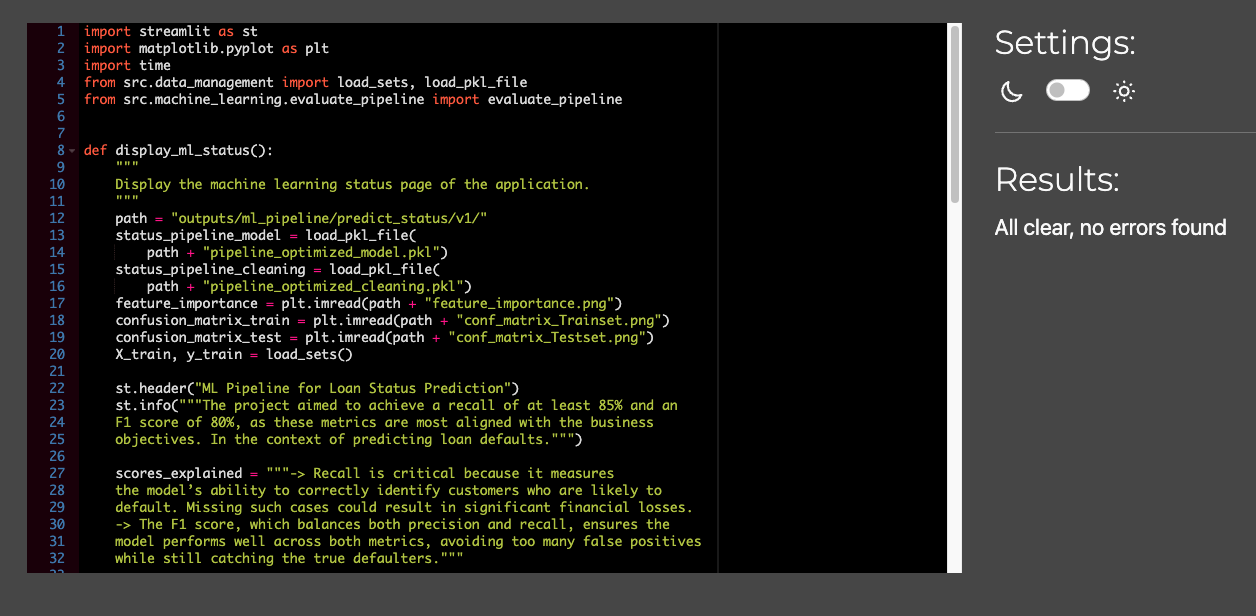 1 import streamlit as st
2 import matplotlib.pyplot as plt
3 import time
4 from src.data_management import load_sets, load_pkl_file
5 from src.machine_learning.evaluate_pipeline import evaluate_pipeline
6
7
8 def display_ml_status():
9     """
10     Display the machine learning status page of the application.
11     """
12     path = "outputs/ml_pipeline/predict_status/v1/"
13     status_pipeline_model = load_pkl_file(
14         path + "pipeline_optimized_model.pkl")
15     status_pipeline_cleaning = load_pkl_file(
16         path + "pipeline_optimized_cleaning.pkl")
17     feature_importance = plt.imread(path + "feature_importance.png")
18     confusion_matrix_train = plt.imread(path + "conf_matrix_Trainset.png")
19     confusion_matrix_test = plt.imread(path + "conf_matrix_Testset.png")
20     X_train, y_train = load_sets()
21
22     st.header("ML Pipeline for Loan Status Prediction")
23     st.info("""The project aimed to achieve a recall of at least 85% and an
24     F1 score of 80%, as these metrics are most aligned with the business
25     objectives. In the context of predicting loan defaults.""")
26
27     scores_explained = """-> Recall is critical because it measures
28     the model’s ability to correctly identify customers who are likely to
29     default. Missing such cases could result in significant financial losses.
30     -> The F1 score, which balances both precision and recall, ensures the
31     model performs well across both metrics, avoiding too many false positives
32     while still catching the true defaulters."""
Settings:
Results:
All clear, no errors found